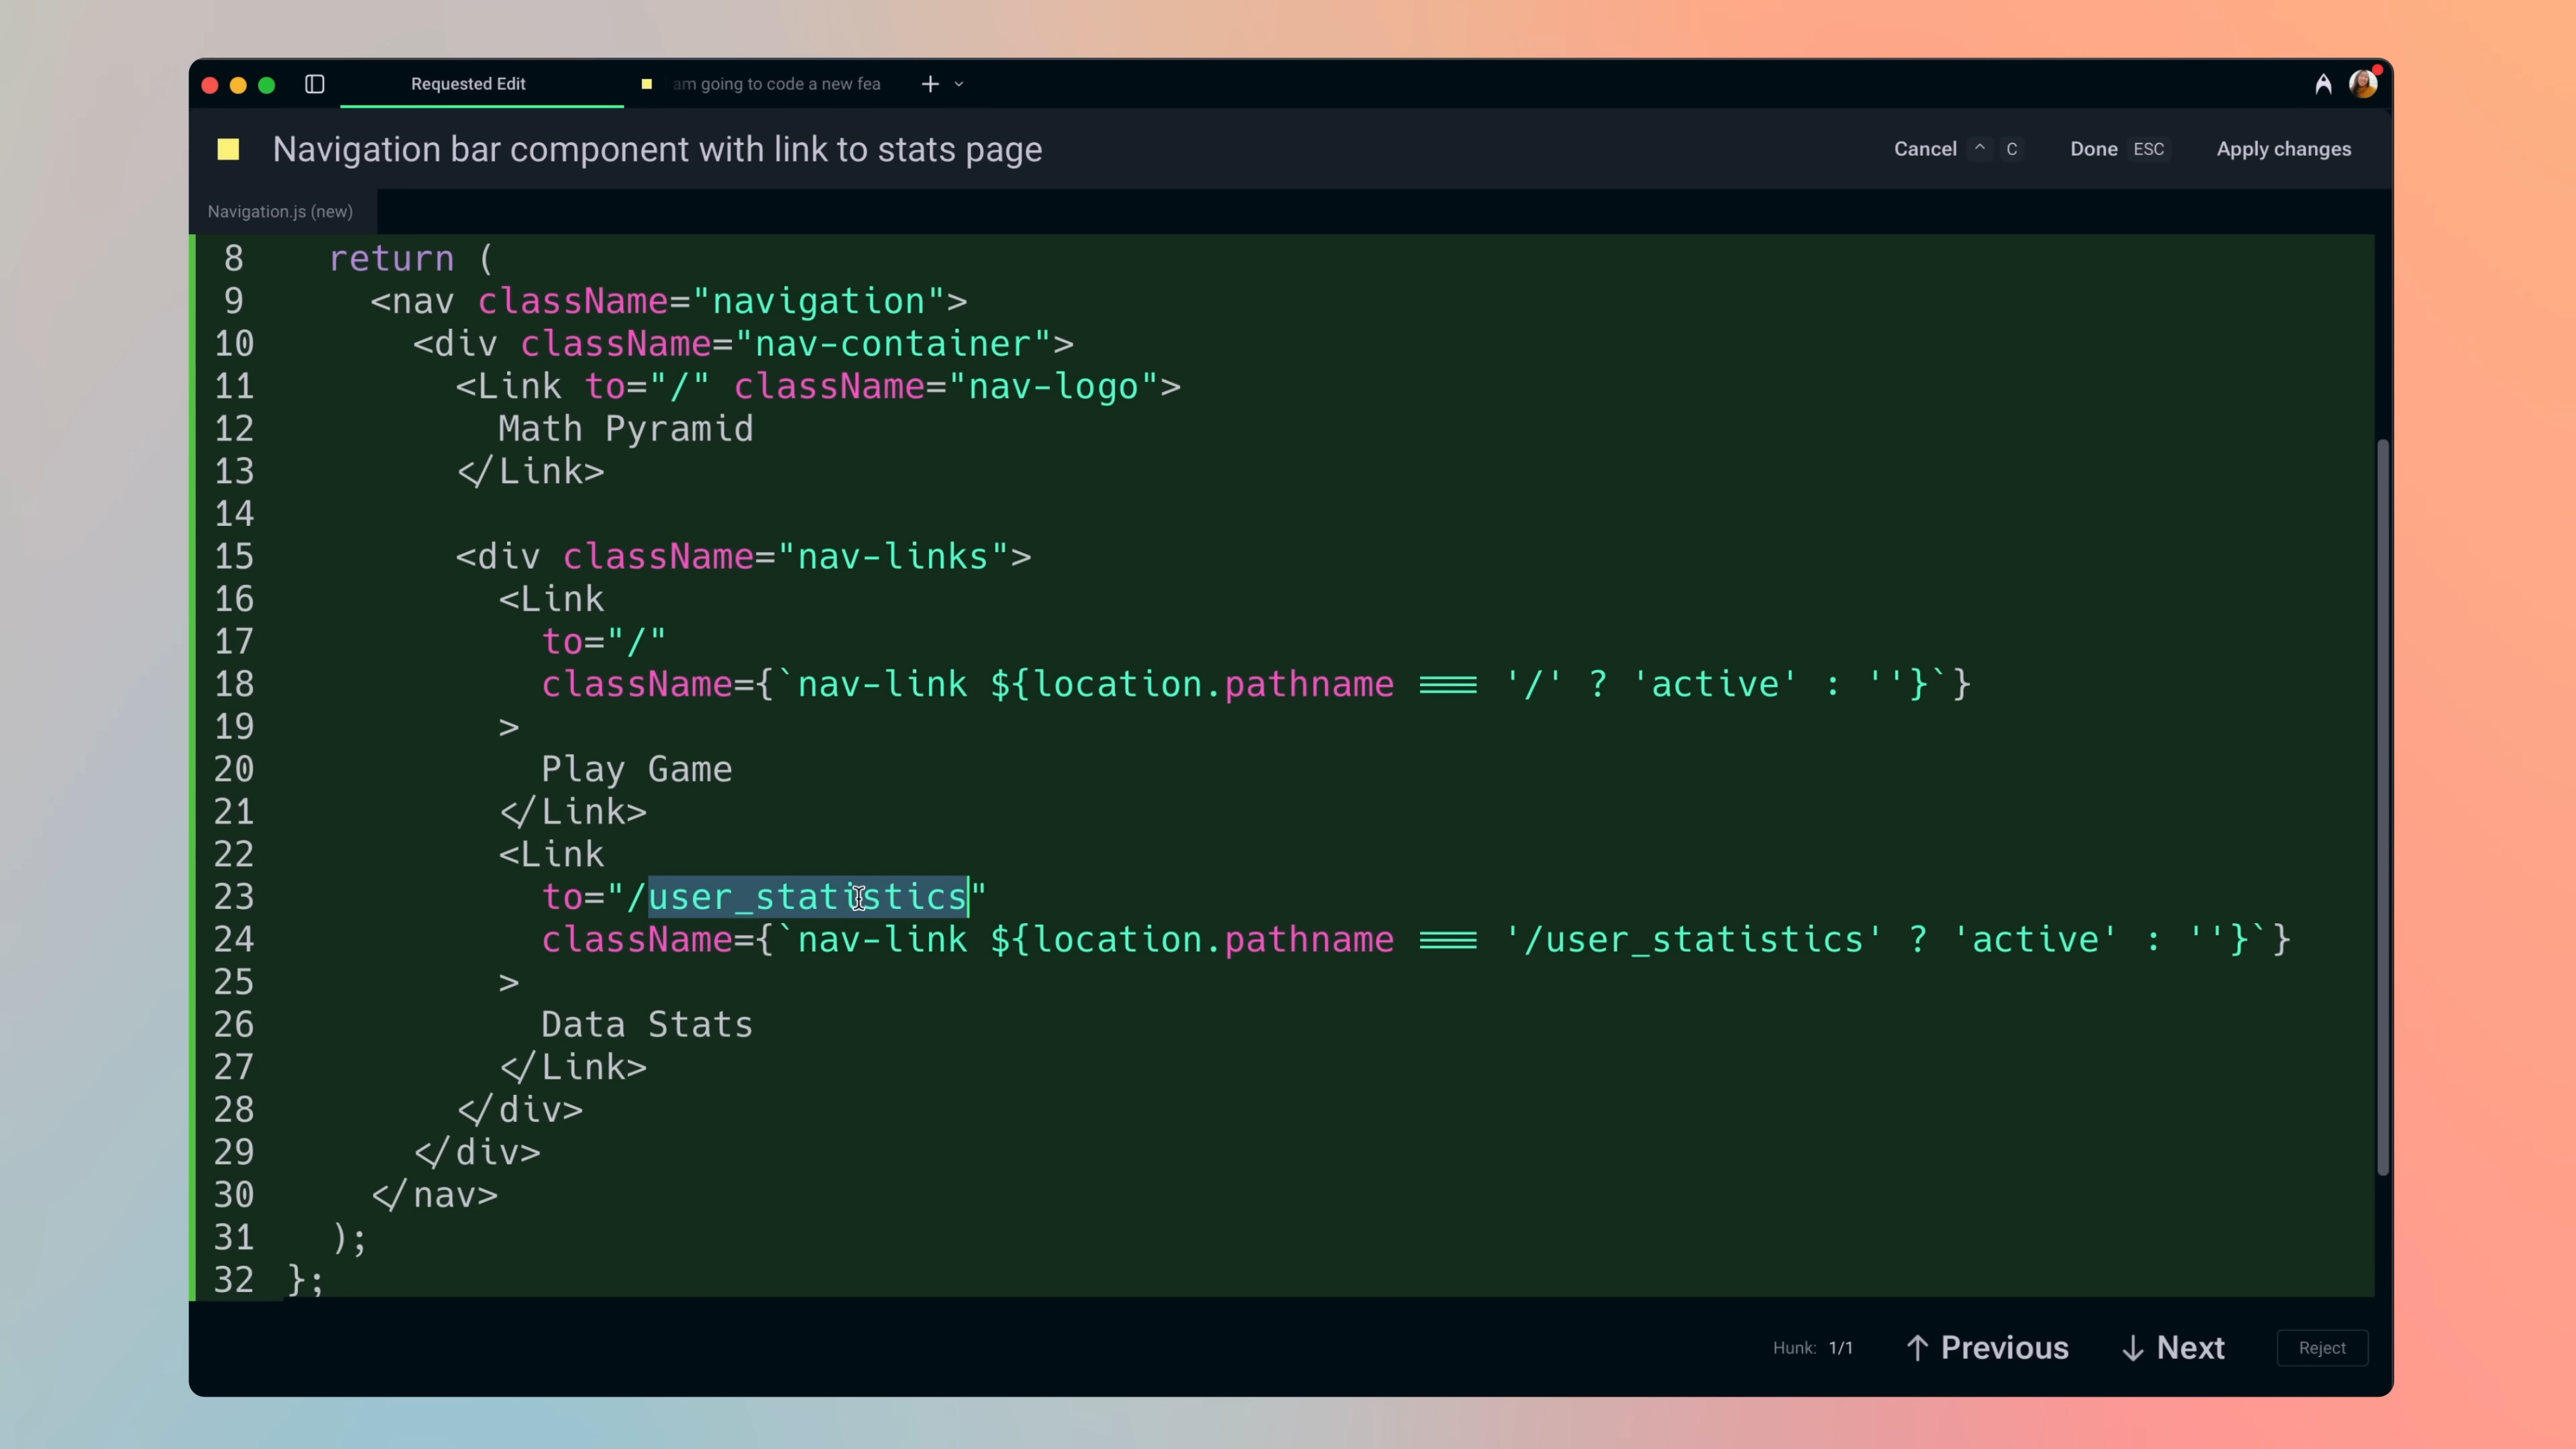 Requested Edit
am going to code a new fea
Navigation bar component with link to stats page
Cancel ^ C
Done ESC
Apply changes
Navigation.js (new)
8 return (
9 <nav className="navigation">
10 <div className="nav-container">
11 <Link to="/" className="nav-logo">
12 Math Pyramid
13 </Link>
14
15 <div className="nav-links">
16 <Link
17 to="/"
18 className={`nav-link ${location.pathname === '/' ? 'active' : ''}`}
19 >
20 Play Game
21 </Link>
22 <Link
23 to="/user_statistics"
24 className={`nav-link ${location.pathname === '/user_statistics' ? 'active' : ''}`}
25 >
26 Data Stats
27 </Link>
28 </div>
29 </div>
30 </nav>
31 );
32 };
Hunk: 1/1
↑ Previous
↓ Next
Reject